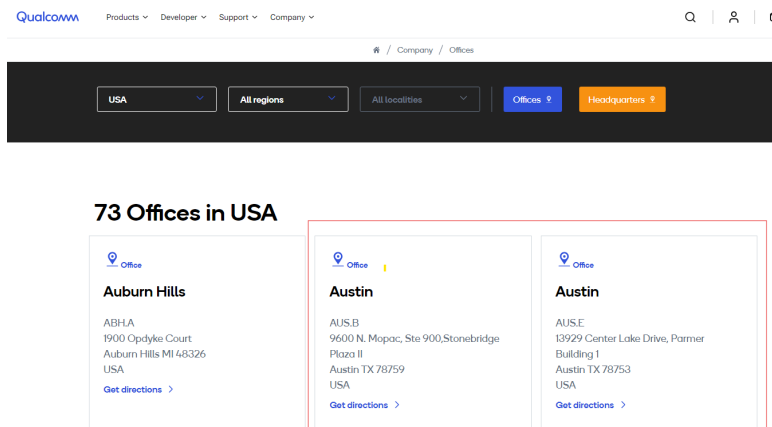 Qualcomm Products Developer Support Company
/ Company / Offices
USA All regions All localities Offices Headquarters
73 Offices in USA
Office
Auburn Hills
ABH.A
1900 Opdyke Court
Auburn Hills MI 48326
USA
Get directions >
Office
Austin
AUS.B
9600 N. Mopac, Ste 900,Stonebridge
Plaza II
Austin TX 78759
USA
Get directions >
Office
Austin
AUS.E
13929 Center Lake Drive, Parmer
Building 1
Austin TX 78753
USA
Get directions >